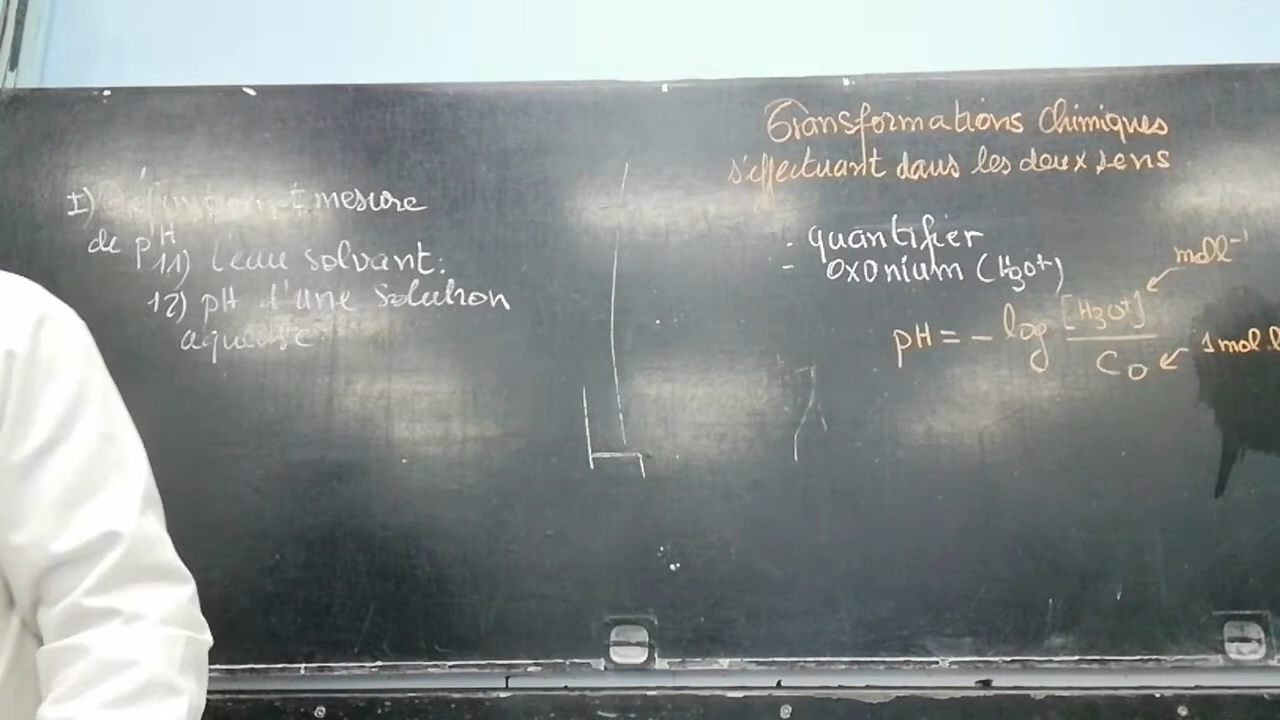 Transformations chimiques
s'effectuant dans les deux sens
I) Définition et mesure
de pH
11) l'eau solvant.
12) pH d'une solution
aqueuse
. quantifier
- oxonium (H3O+)
mol l⁻¹
pH = - log [H3O+] / C0
1 mol.l